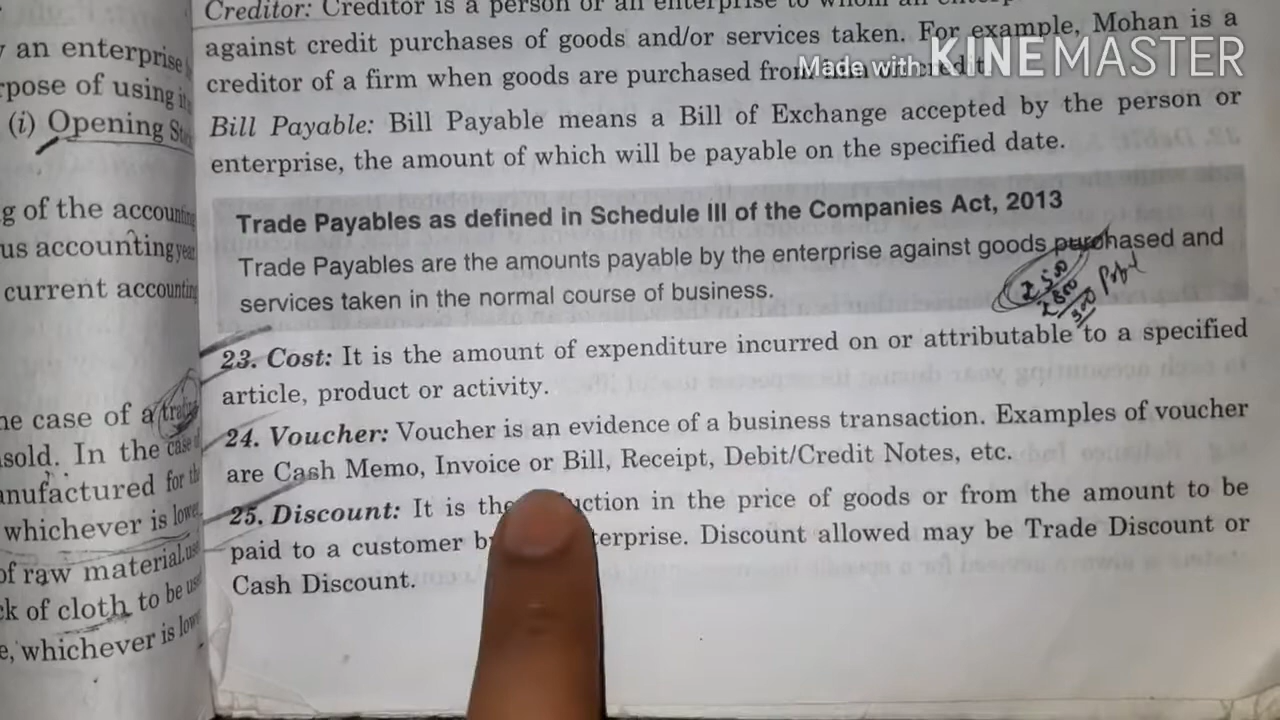 y an enterprise
rpose of using
(i) Opening
g of the accounting
us accounting year
current accounting
ne case of a
sold. In the case of
anufactured for
whichever is lower.
of raw material
ck of cloth to be
e, whichever is
Creditor: Creditor is a person or an enterprise to whom an
against credit purchases of goods and/or services taken. For example, Mohan is a
creditor of a firm when goods are purchased from credit
Made with KINEMASTER
Bill Payable: Bill Payable means a Bill of Exchange accepted by the person or
enterprise, the amount of which will be payable on the specified date.
Trade Payables as defined in Schedule III of the Companies Act, 2013
Trade Payables are the amounts payable by the enterprise against goods purchased and
services taken in the normal course of business.
23. Cost: It is the amount of expenditure incurred on or attributable to a specified
article, product or activity.
24. Voucher: Voucher is an evidence of a business transaction. Examples of voucher
are Cash Memo, Invoice or Bill, Receipt, Debit/Credit Notes, etc.
25. Discount: It is the uction in the price of goods or from the amount to be
paid to a customer b terprise. Discount allowed may be Trade Discount or
Cash Discount.